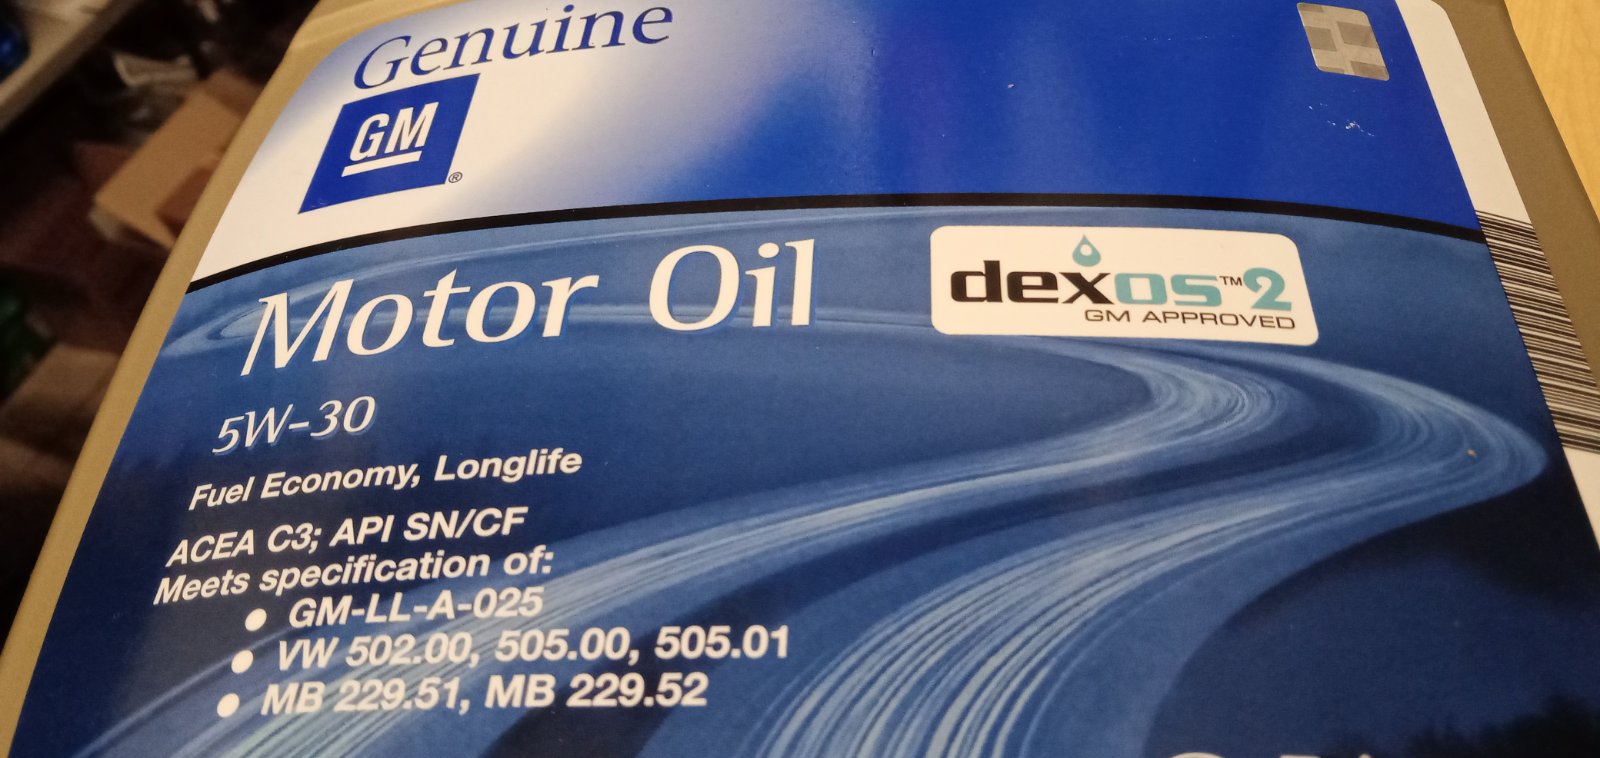 Genuine
GM®
Motor Oil
dexos™2
GM APPROVED
5W-30
Fuel Economy, Longlife
ACEA C3; API SN/CF
Meets specification of:
• GM-LL-A-025
• VW 502.00, 505.00, 505.01
• MB 229.51, MB 229.52